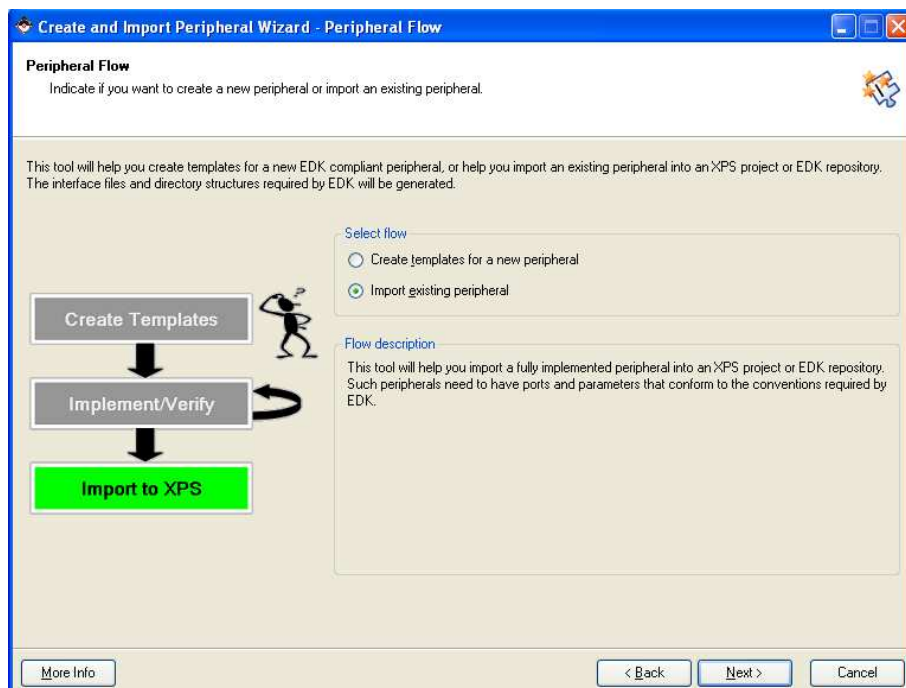 Create and Import Peripheral Wizard - Peripheral Flow
Peripheral Flow
Indicate if you want to create a new peripheral or import an existing peripheral.
This tool will help you create templates for a new EDK compliant peripheral, or help you import an existing peripheral into an XPS project or EDK repository.
The interface files and directory structures required by EDK will be generated.
Select flow
Create templates for a new peripheral
Import existing peripheral
Create Templates
Implement/Verify
Import to XPS
Flow description
This tool will help you import a fully implemented peripheral into an XPS project or EDK repository.
Such peripherals need to have ports and parameters that conform to the conventions required by
EDK.
More Info
< Back
Next >
Cancel